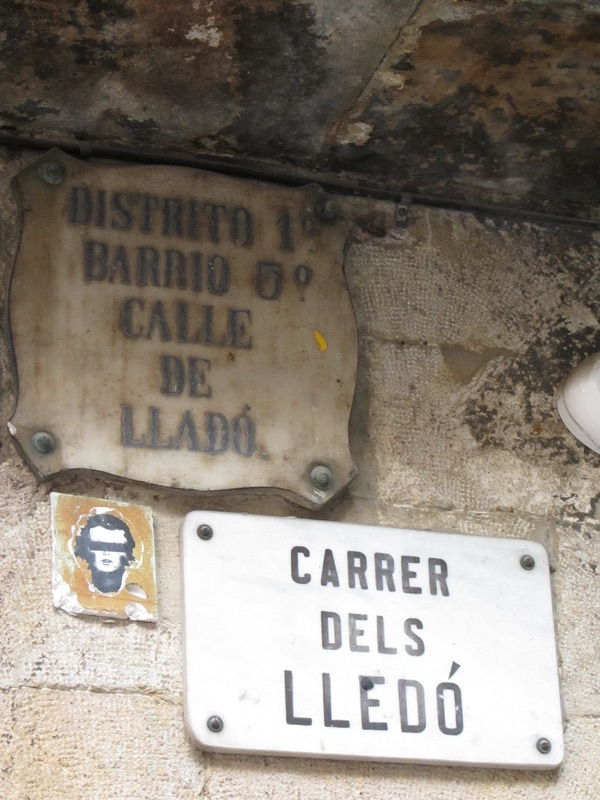 DISTRITO 1º
BARRIO 5º
CALLE
DE
LLADÓ.
CARRER
DELS
LLEDÓ